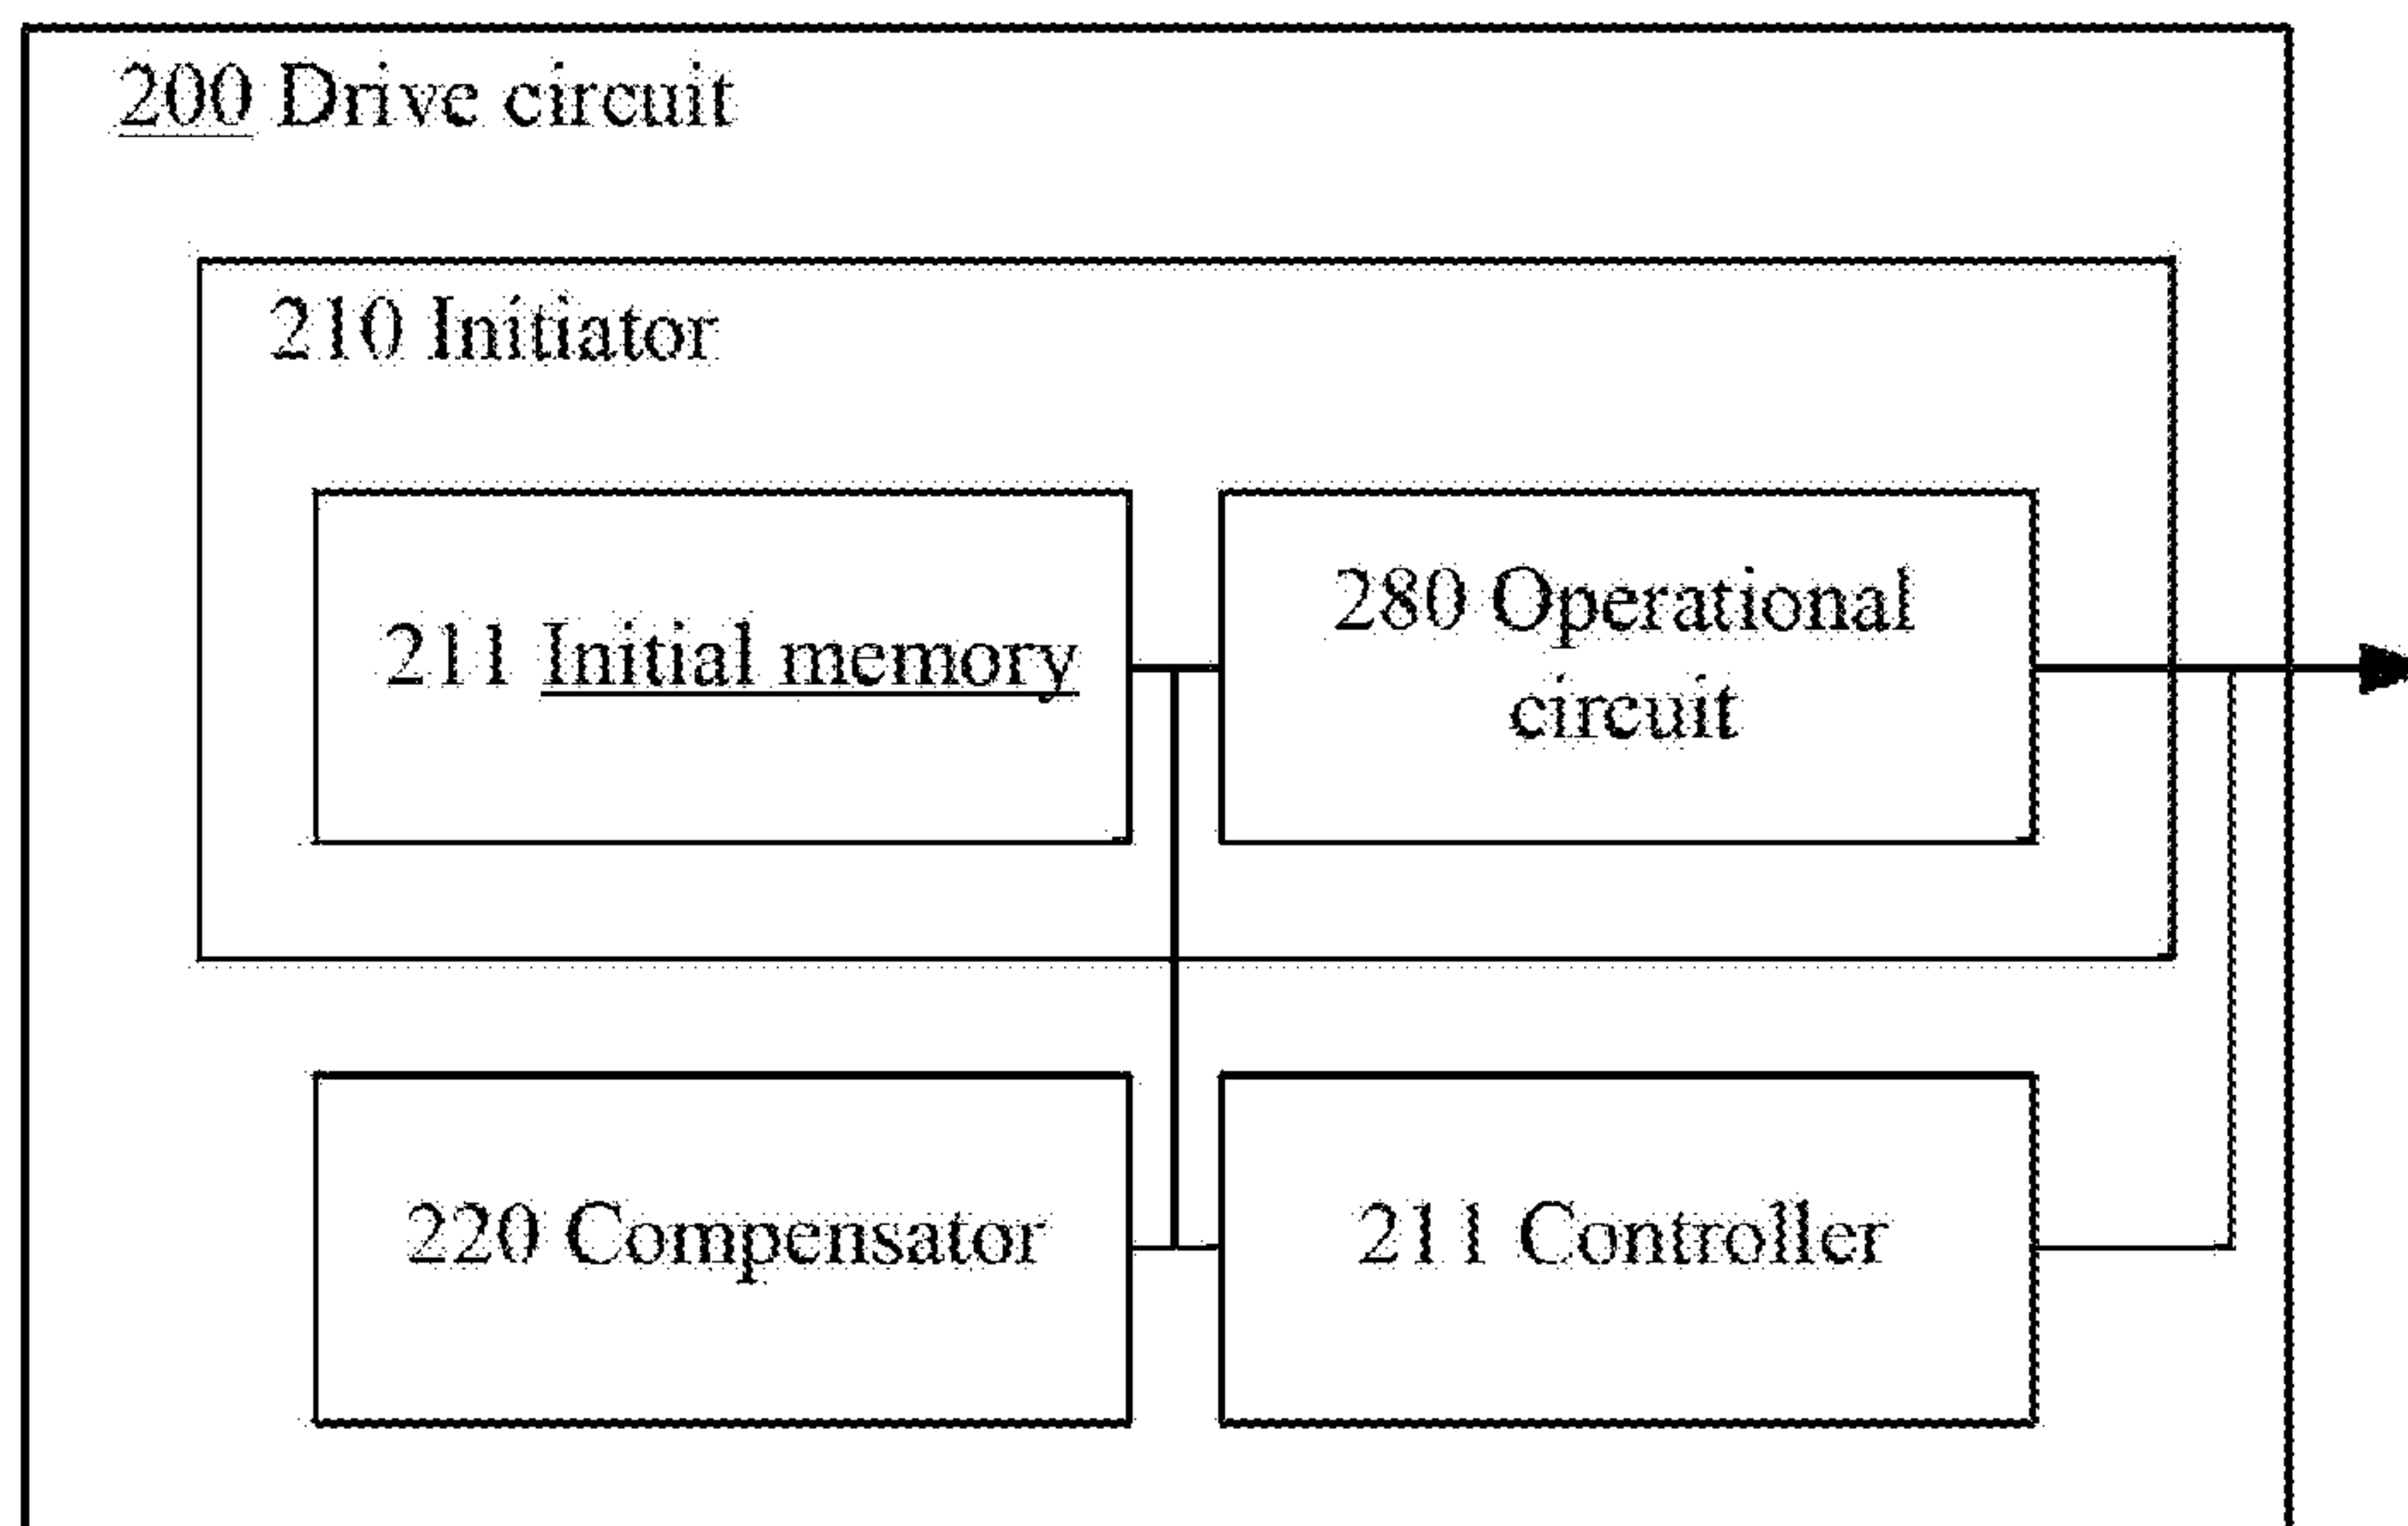 200 Drive circuit
210 Initiator
211 Initial memory
280 Operational
circuit
220 Compensator
211 Controller